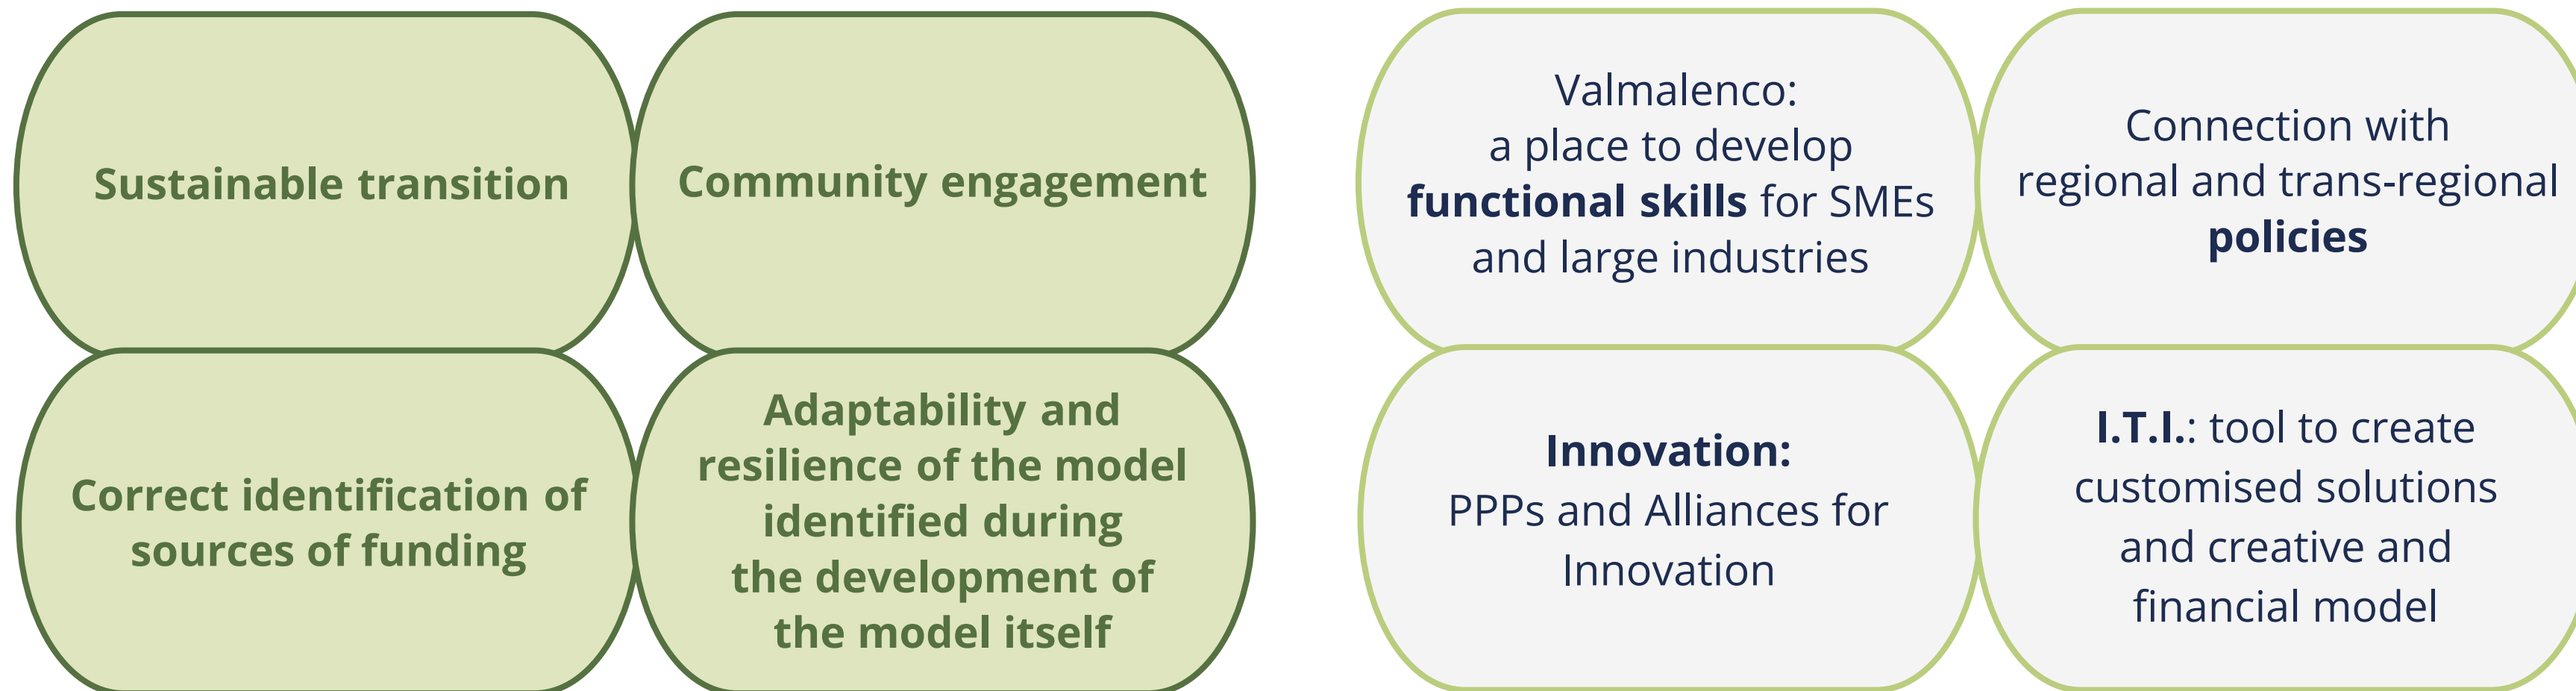 Sustainable transition
Community engagement
Correct identification of
sources of funding
Adaptability and
resilience of the model
identified during
the development of
the model itself
Valmalenco:
a place to develop
functional skills for SMEs
and large industries
Connection with
regional and trans-regional
policies
Innovation:
PPPs and Alliances for
Innovation
I.T.I.: tool to create
customised solutions
and creative and
financial model